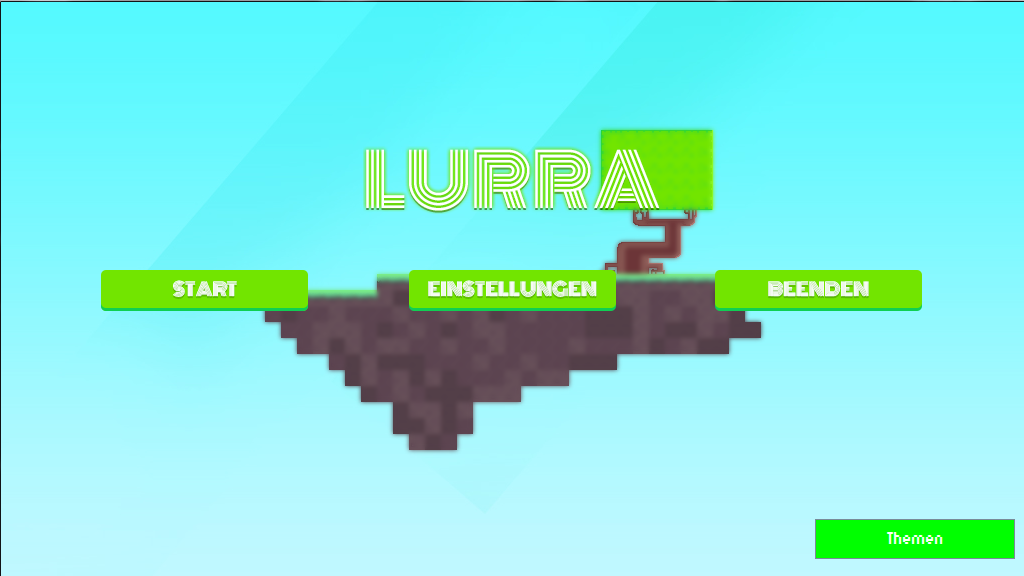 LURRA
START
EINSTELLUNGEN
BEENDEN
Themen